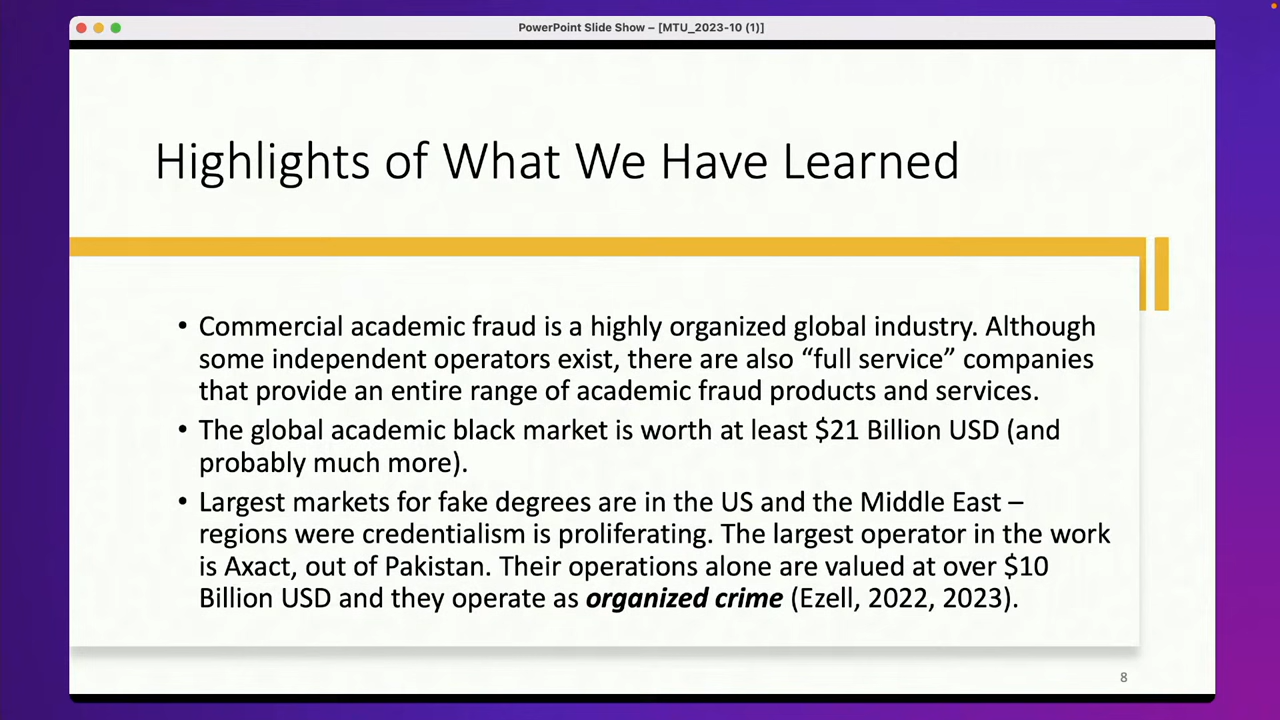 PowerPoint Slide Show – [MTU_2023-10 (1)]
Highlights of What We Have Learned
• Commercial academic fraud is a highly organized global industry. Although
some independent operators exist, there are also “full service” companies
that provide an entire range of academic fraud products and services.
• The global academic black market is worth at least $21 Billion USD (and
probably much more).
• Largest markets for fake degrees are in the US and the Middle East –
regions were credentialism is proliferating. The largest operator in the work
is Axact, out of Pakistan. Their operations alone are valued at over $10
Billion USD and they operate as organized crime (Ezell, 2022, 2023).
8